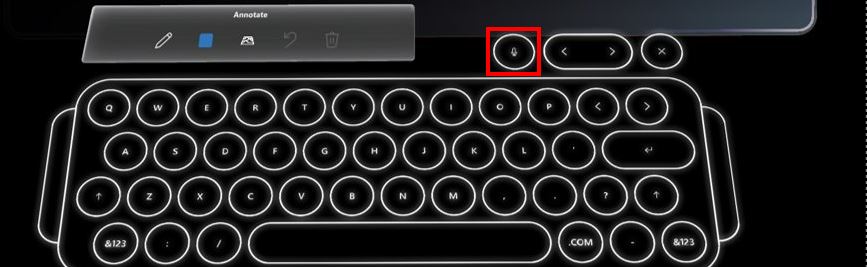 Annotate
< > ×
Q W E R T Y U I O P < >
A S D F G H J K L '
Z X C V B N M , . ?
&123 : / .COM - &123